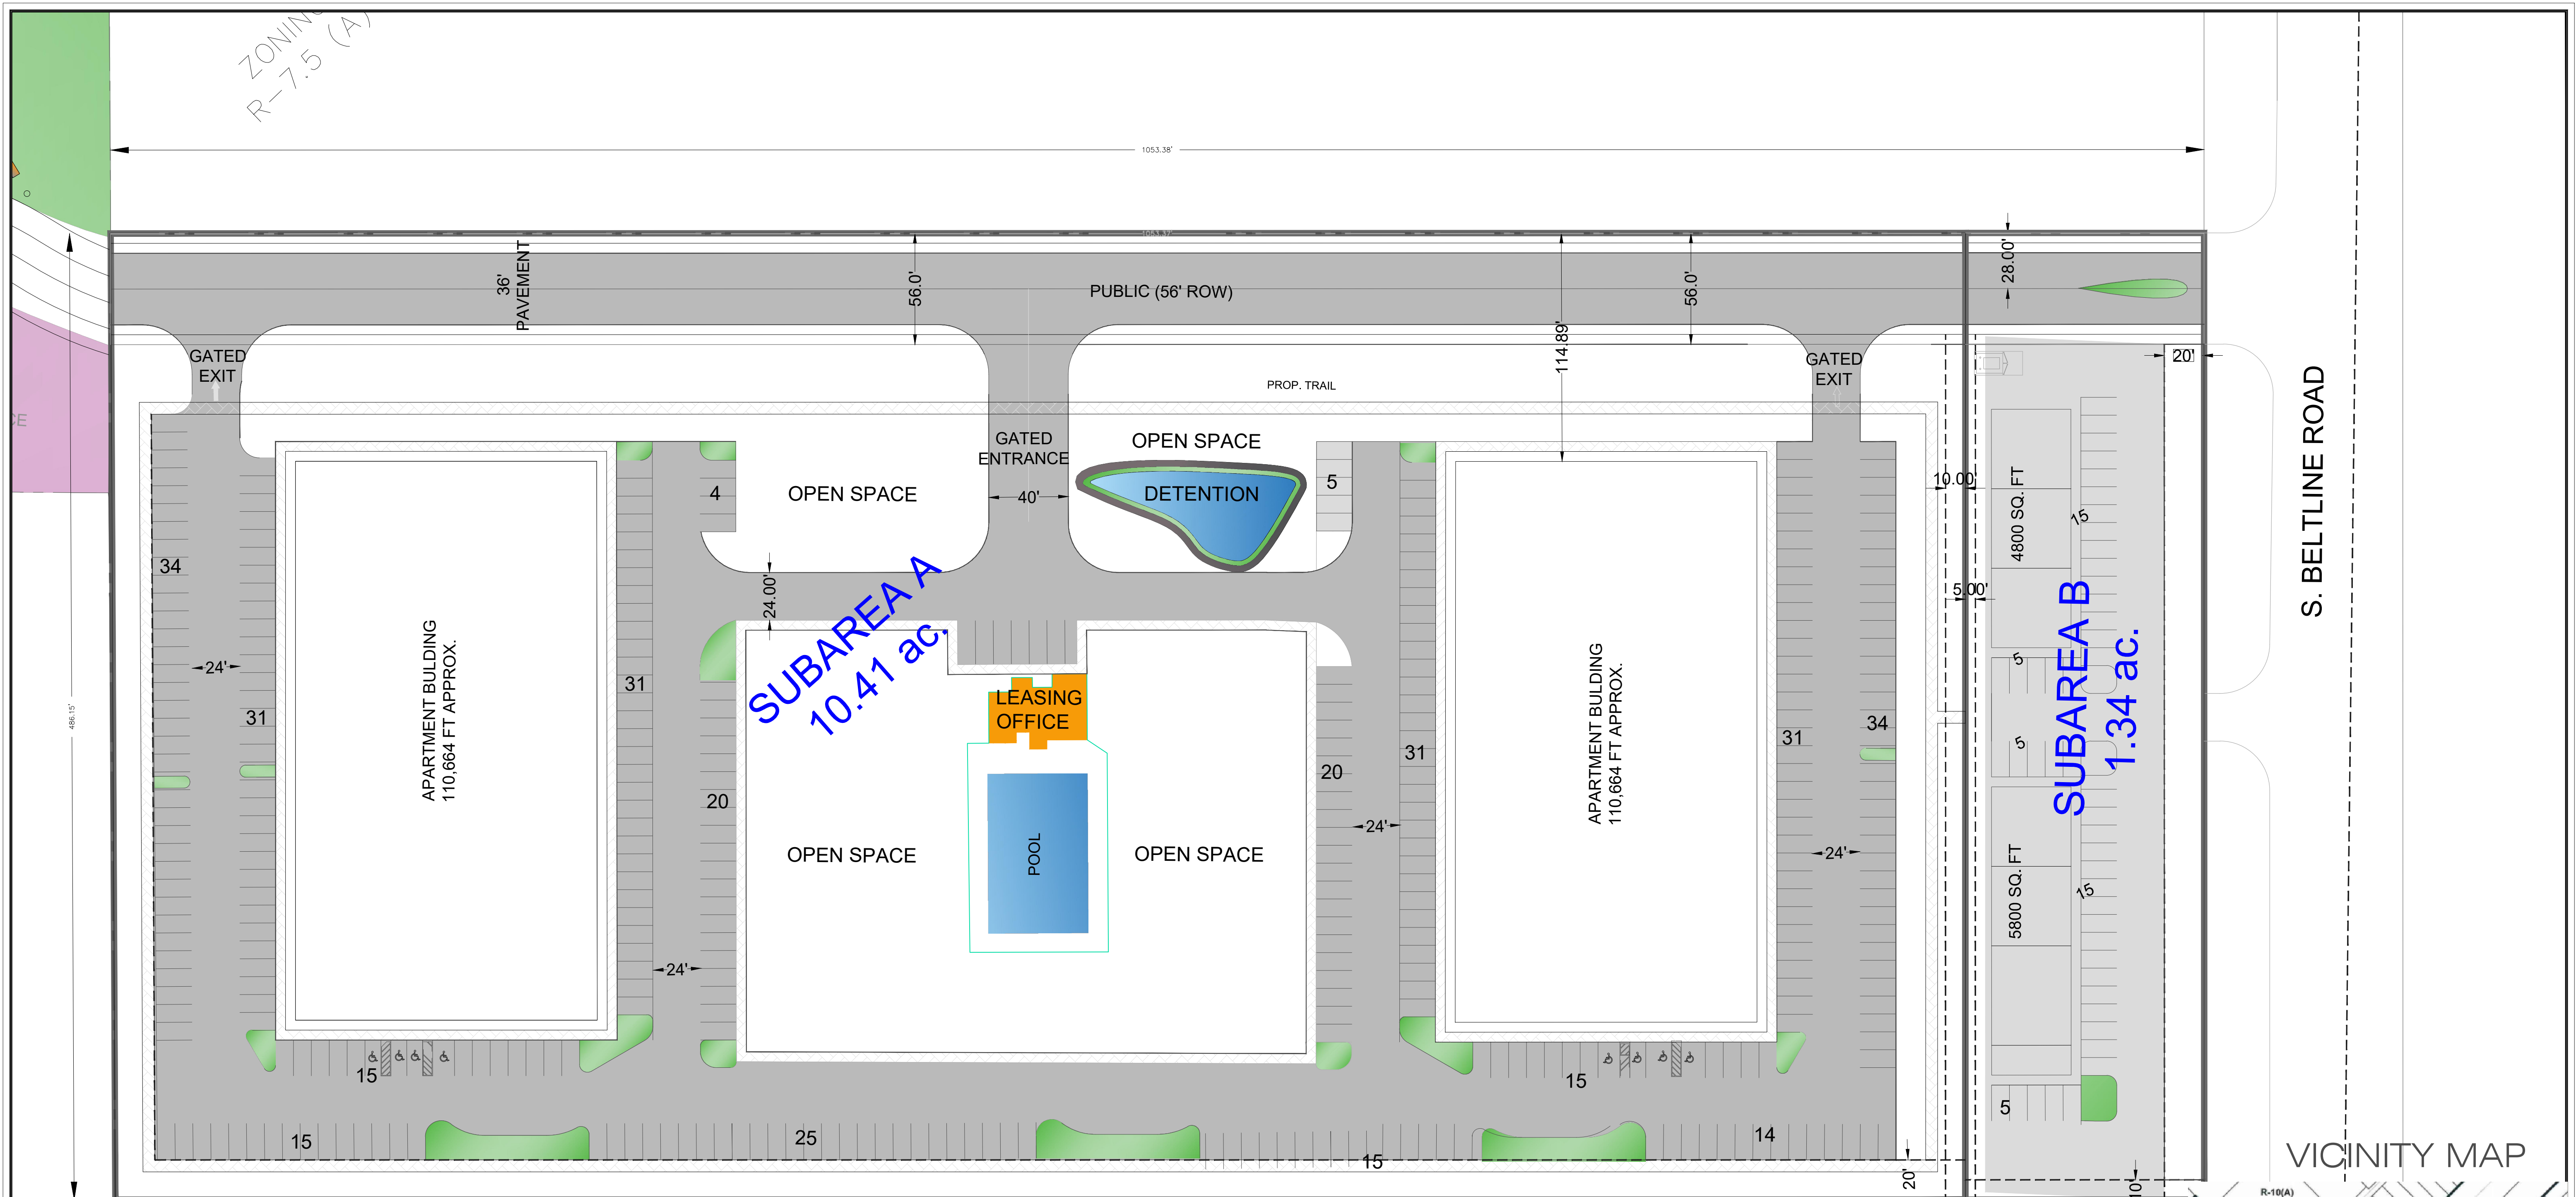 ZONING
R-7.5 (A)
1053.38'
1053.37'
36'
PAVEMENT
56.0'
PUBLIC (56' ROW)
114.89'
56.0'
28.00'
20'
GATED
EXIT
GATED
EXIT
PROP. TRAIL
CE
GATED
ENTRANCE
OPEN SPACE
OPEN SPACE
DETENTION
4
5
40'
10.00'
4800 SQ. FT
15
34
24.00'
SUBAREA A
10.41 ac.
5.00'
SUBAREA B
1.34 ac.
S. BELTLINE ROAD
24'
31
31
APARTMENT BUILDING
110,664 FT APPROX.
LEASING
OFFICE
APARTMENT BUILDING
110,664 FT APPROX.
5
5
486.15'
20
20
31
31
34
24'
24'
OPEN SPACE
POOL
OPEN SPACE
5800 SQ. FT
15
24'
15
15
5
15
25
15
14
20'
10'
VICINITY MAP
R-10(A)